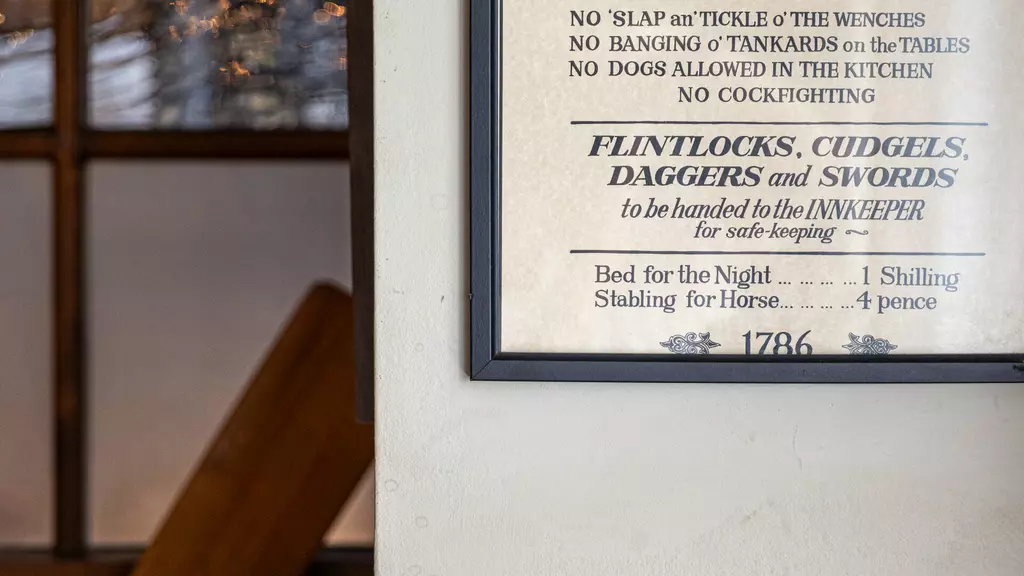 NO 'SLAP an' TICKLE o' THE WENCHES
NO BANGING o' TANKARDS on the TABLES
NO DOGS ALLOWED IN THE KITCHEN
NO COCKFIGHTING
FLINTLOCKS, CUDGELS,
DAGGERS and SWORDS
to be handed to the INNKEEPER
for safe-keeping
Bed for the Night ... ... ... ...1 Shilling
Stabling for Horse... ... ... ...4 pence
1786